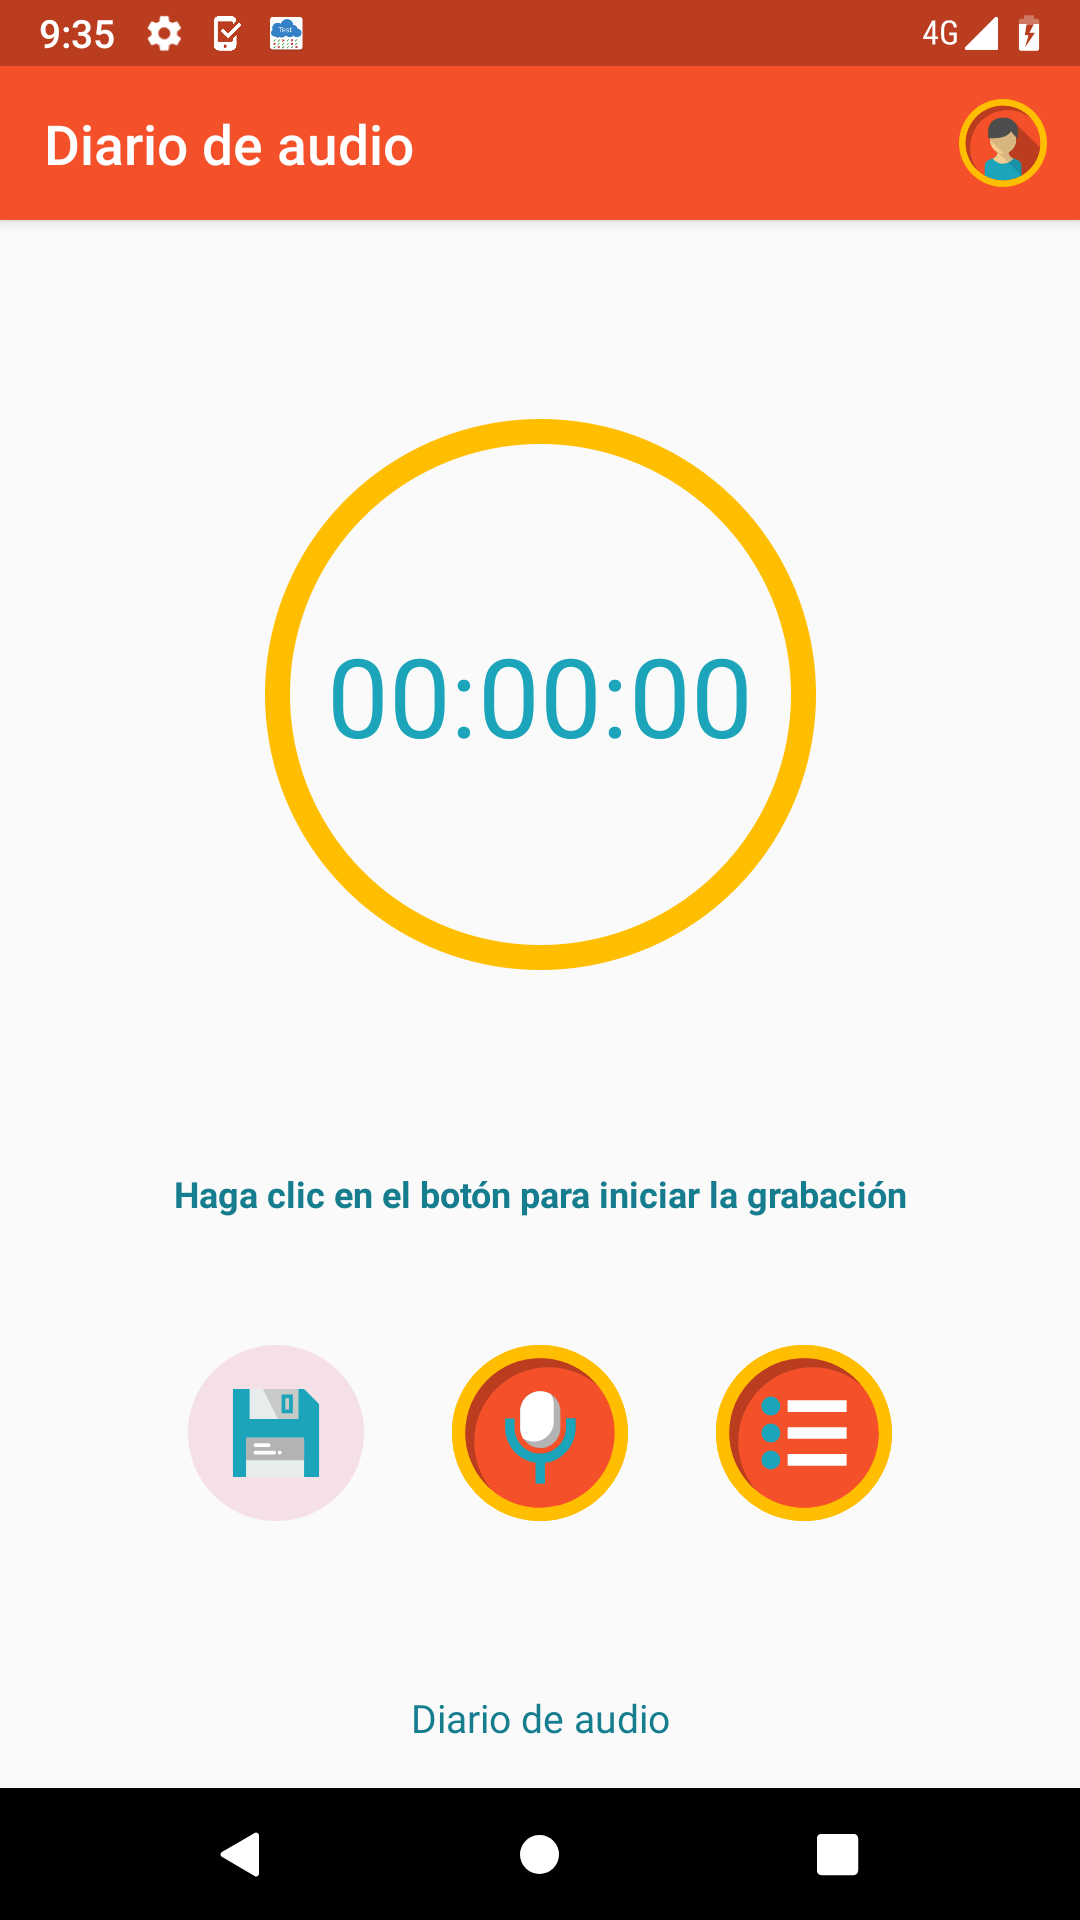 9:35
Test
4G
Diario de audio
00:00:00
Haga clic en el botón para iniciar la grabación
Diario de audio